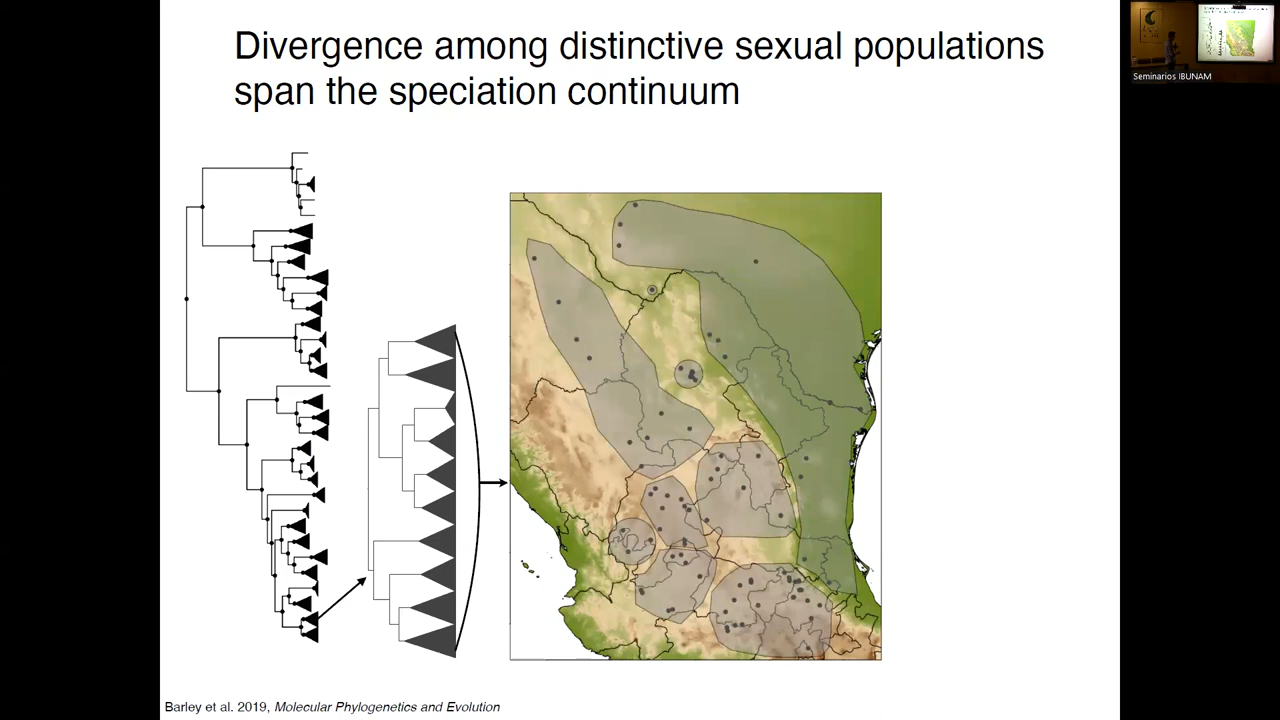 Divergence among distinctive sexual populations
span the speciation continuum
Seminarios IBUNAM
Barley et al. 2019, Molecular Phylogenetics and Evolution